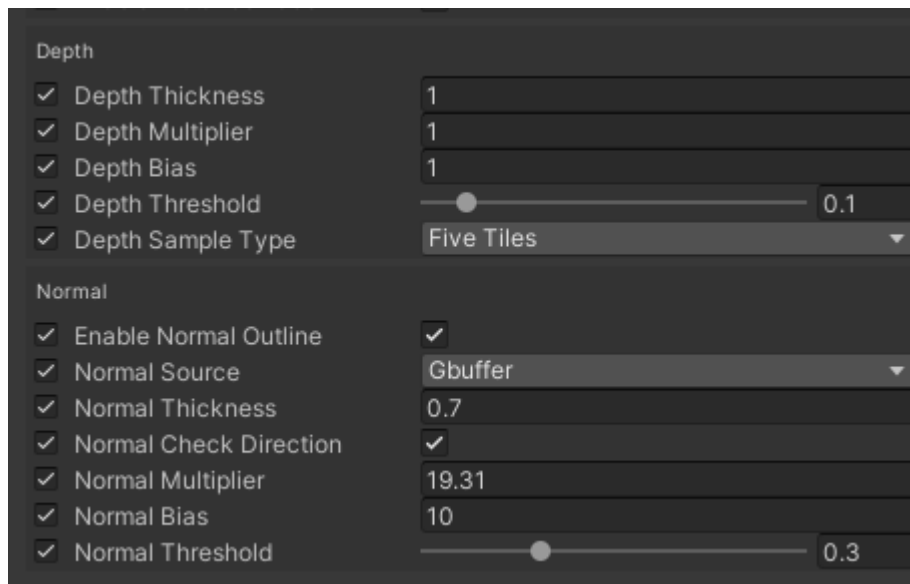 Depth
Depth Thickness 1
Depth Multiplier 1
Depth Bias 1
Depth Threshold 0.1
Depth Sample Type Five Tiles
Normal
Enable Normal Outline
Normal Source Gbuffer
Normal Thickness 0.7
Normal Check Direction
Normal Multiplier 19.31
Normal Bias 10
Normal Threshold 0.3